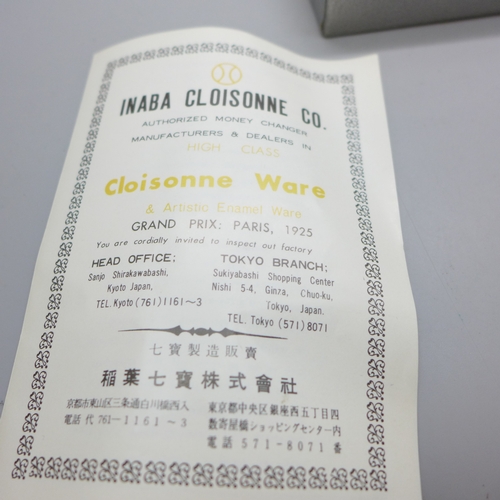 INABA CLOISONNE CO.
AUTHORIZED MONEY CHANGER
MANUFACTURERS & DEALERS IN
HIGH CLASS
Cloisonne Ware
& Artistic Enamel Ware
GRAND PRIX: PARIS, 1925
You are cordially invited to inspect out factory
HEAD OFFICE;
Sanjo Shirakawabashi,
Kyoto Japan,
TEL. Kyoto (761)1161~3
TOKYO BRANCH;
Sukiyabashi Shopping Center
Nishi 5-4, Ginza, Chuo-ku,
Tokyo, Japan.
TEL. Tokyo (571)8071
七寶製造販賣
稲葉七寶株式會社
京都市東山区三条通白川橋西入
電話代 761—1161~3
東京都中央区銀座西五丁目四
数寄屋橋ショッピングセンター内
電話 571-8071 番